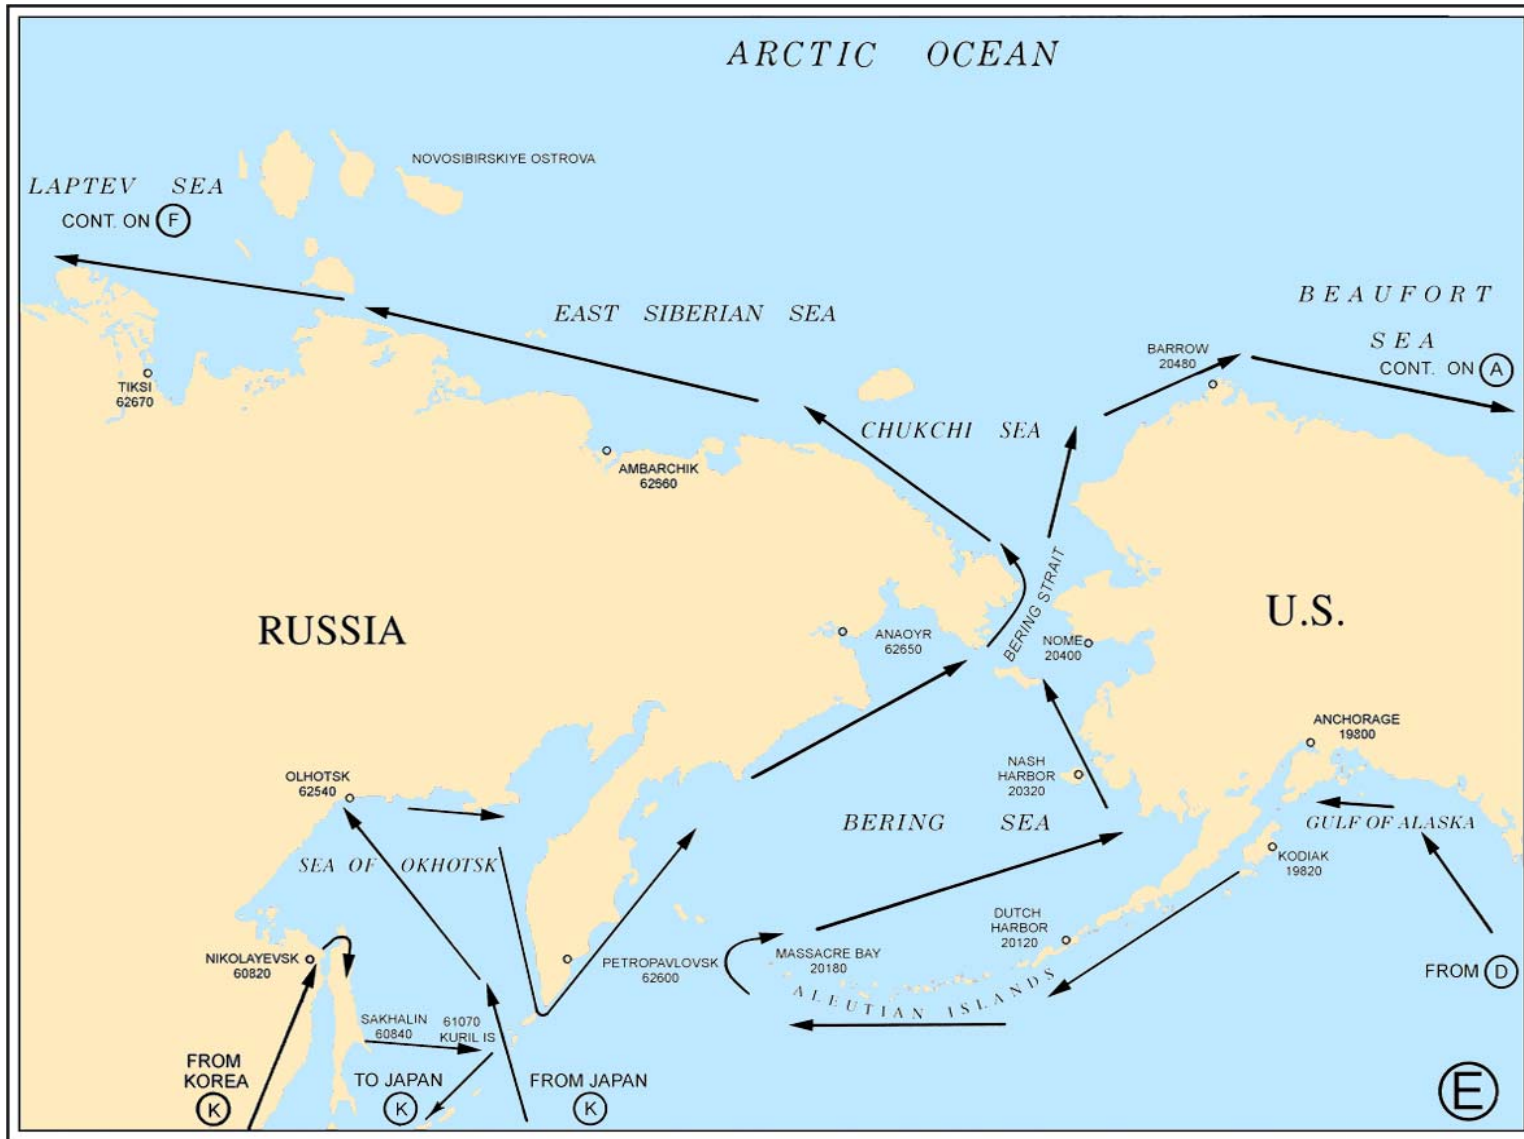 ARCTIC OCEAN
NOVOSIBIRSKIYE OSTROVA
LAPTEV SEA
CONT. ON F
EAST SIBERIAN SEA
BEAUFORT
SEA
CONT. ON A
BARROW
20480
TIKSI
62670
CHUKCHI SEA
AMBARCHIK
62660
BERING STRAIT
RUSSIA
U.S.
ANAOYR
62650
NOME
20400
ANCHORAGE
19800
OLHOTSK
62540
NASH
HARBOR
20320
BERING SEA
GULF OF ALASKA
SEA OF OKHOTSK
KODIAK
19820
DUTCH
HARBOR
20120
NIKOLAYEVSK
60820
PETROPAVLOVSK
62600
MASSACRE BAY
20180
FROM D
ALEUTIAN ISLANDS
SAKHALIN
60840
61070
KURIL IS
FROM
KOREA
K
TO JAPAN
K
FROM JAPAN
K
E